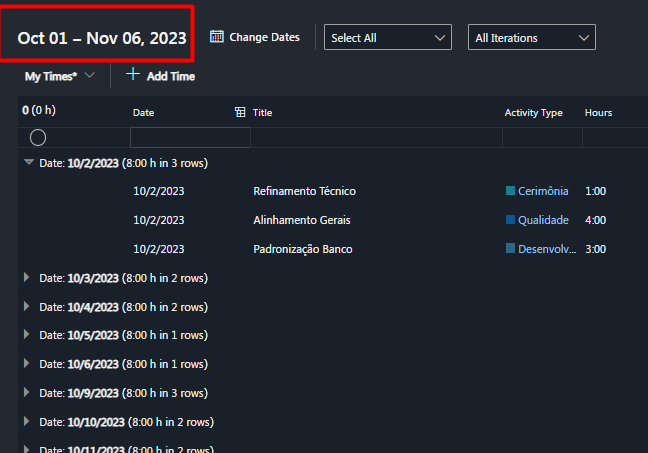 Oct 01 – Nov 06, 2023 Change Dates Select All All Iterations
My Times* Add Time
0 (0 h) Date Title Activity Type Hours
Date: 10/2/2023 (8:00 h in 3 rows)
10/2/2023 Refinamento Técnico Cerimônia 1:00
10/2/2023 Alinhamento Gerais Qualidade 4:00
10/2/2023 Padronização Banco Desenvolv... 3:00
Date: 10/3/2023 (8:00 h in 2 rows)
Date: 10/4/2023 (8:00 h in 2 rows)
Date: 10/5/2023 (8:00 h in 1 rows)
Date: 10/6/2023 (8:00 h in 1 rows)
Date: 10/9/2023 (8:00 h in 3 rows)
Date: 10/10/2023 (8:00 h in 2 rows)
Date: 10/11/2023 (8:00 h in 2 rows)